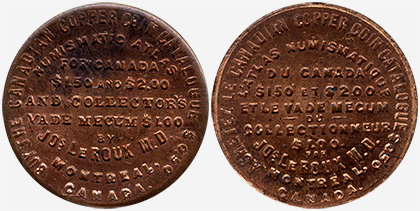 BUY THE CANADIAN COPPER COIN CATALOGUE 50¢
NUMISMATIC ATLAS
FOR CANADA
$1.50 AND $2.00
AND COLLECTOR'S
VADE MECUM $1.00
BY
JOS LEROUX M.D.
MONTREAL,
CANADA.
ACHETEZ LE CANADIAN COPPER COIN CATALOGUE 50¢
L'ATLAS NUMISMATIQUE
DU CANADA
$1.50 ET $2.00
ET LE VADE MECUM
DU
COLLECTIONNEUR
$1.00.
JOS LEROUX M.D.
MONTREAL,
CANADA.